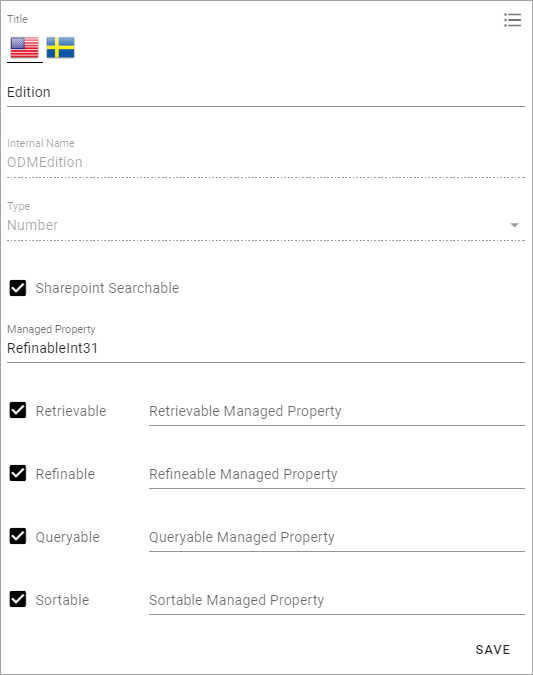 Title
Edition
Internal Name
ODMEdition
Type
Number
Sharepoint Searchable
Managed Property
RefinableInt31
Retrievable Retrievable Managed Property
Refinable Refineable Managed Property
Queryable Queryable Managed Property
Sortable Sortable Managed Property
SAVE